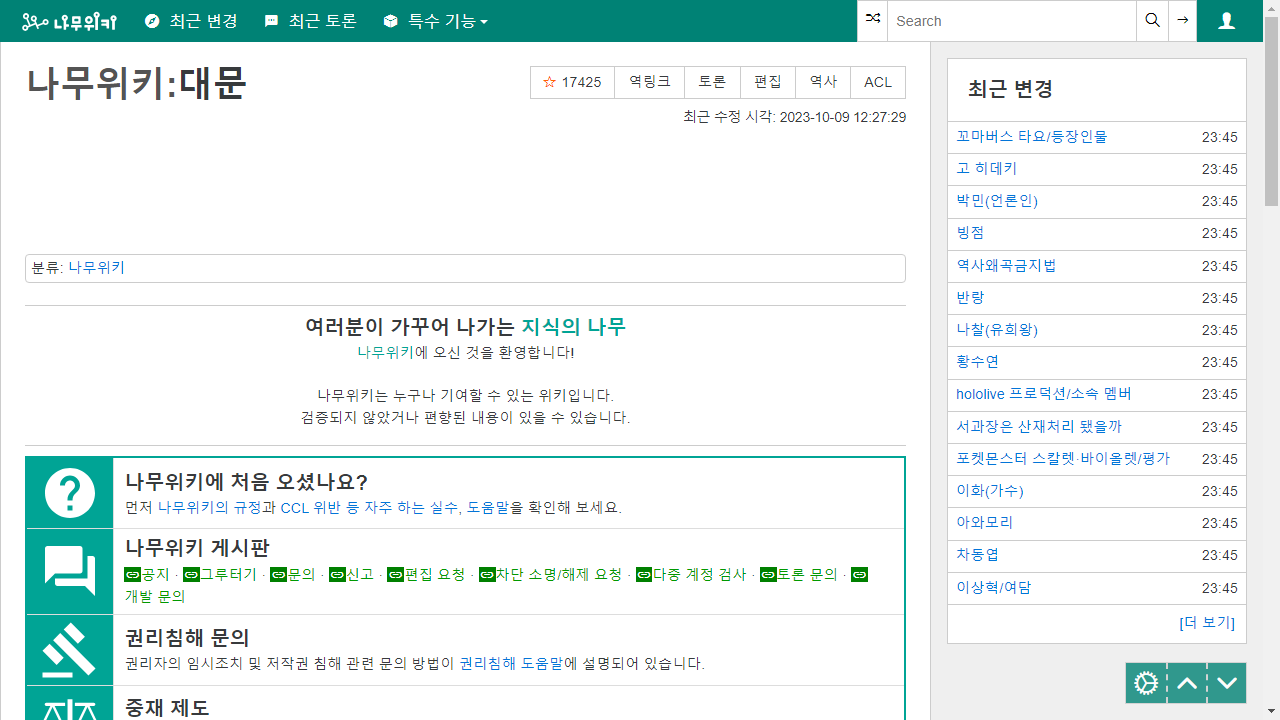 나무위키 최근 변경 최근 토론 특수 기능 Search
나무위키:대문
17425 역링크 토론 편집 역사 ACL
최근 수정 시각: 2023-10-09 12:27:29
분류: 나무위키
여러분이 가꾸어 나가는 지식의 나무
나무위키에 오신 것을 환영합니다!
나무위키는 누구나 기여할 수 있는 위키입니다.
검증되지 않았거나 편향된 내용이 있을 수 있습니다.
나무위키에 처음 오셨나요?
먼저 나무위키의 규정과 CCL 위반 등 자주 하는 실수, 도움말을 확인해 보세요.
나무위키 게시판
공지 · 그루터기 · 문의 · 신고 · 편집 요청 · 차단 소명/해제 요청 · 다중 계정 검사 · 토론 문의 ·
개발 문의
권리침해 문의
권리자의 임시조치 및 저작권 침해 관련 문의 방법이 권리침해 도움말에 설명되어 있습니다.
중재 제도
최근 변경
꼬마버스 타요/등장인물 23:45
고 히데키 23:45
박민(언론인) 23:45
빙점 23:45
역사왜곡금지법 23:45
반랑 23:45
나찰(유희왕) 23:45
황수연 23:45
hololive 프로덕션/소속 멤버 23:45
서과장은 산재처리 됐을까 23:45
포켓몬스터 스칼렛·바이올렛/평가 23:45
이화(가수) 23:45
아와모리 23:45
차동엽 23:45
이상혁/여담 23:45
[더 보기]